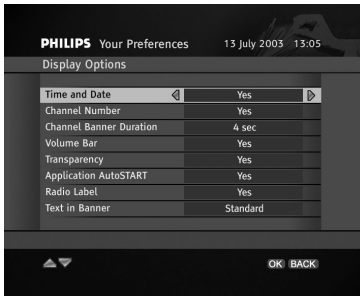 PHILIPS Your Preferences 13 July 2003 13:05
Display Options
Time and Date Yes
Channel Number Yes
Channel Banner Duration 4 sec
Volume Bar Yes
Transparency Yes
Application AutoSTART Yes
Radio Label Yes
Text in Banner Standard
OK BACK